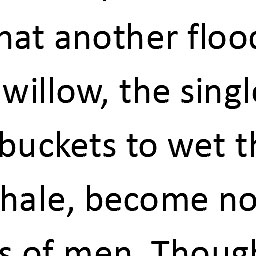 hat another flood
willow, the single
buckets to wet th
hale, become no
s of men. Though